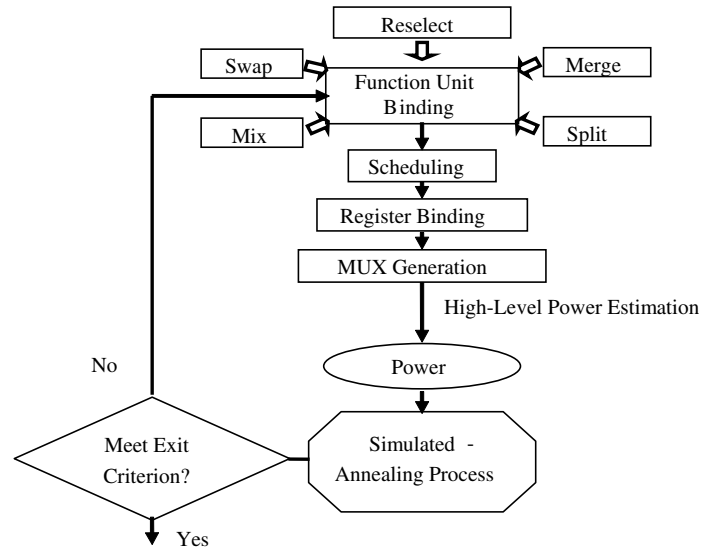 Reselect
Swap
Merge
Function Unit
Binding
Mix
Split
Scheduling
Register Binding
MUX Generation
High-Level Power Estimation
No
Power
Meet Exit
Criterion?
Simulated -
Annealing Process
Yes